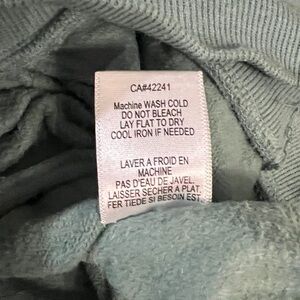 CA#42241
Machine WASH COLD
DO NOT BLEACH
LAY FLAT TO DRY
COOL IRON IF NEEDED
LAVER A FROID EN
MACHINE
PAS D'EAU DE JAVEL.
LAISSER SECHER A PLAT.
FER TIEDE SI BESOIN EST